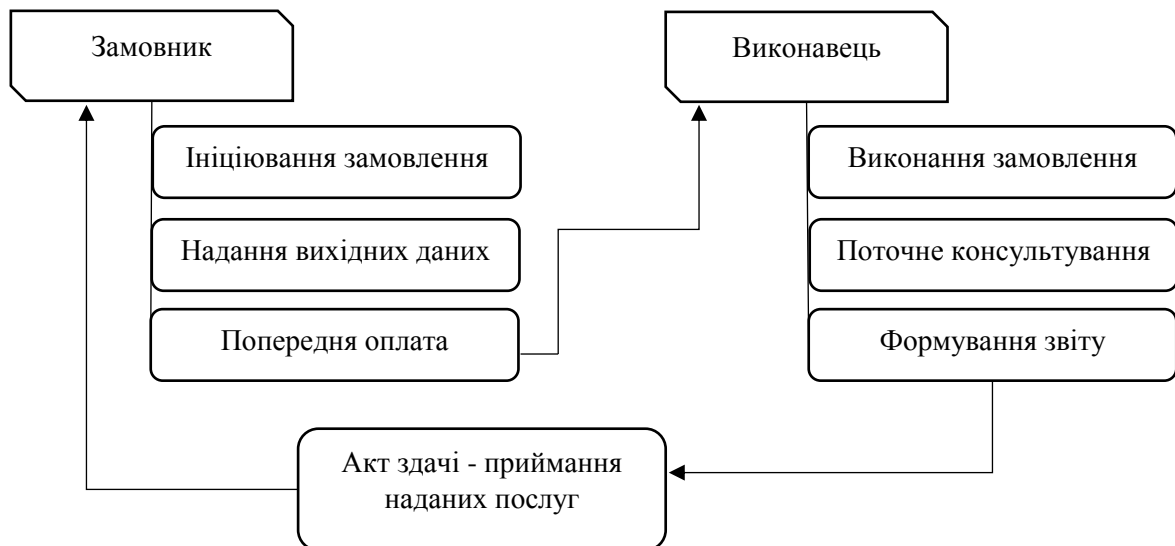 Замовник
Виконавець
Ініціювання замовлення
Виконання замовлення
Надання вихідних даних
Поточне консультування
Попередня оплата
Формування звіту
Акт здачі - приймання
наданих послуг